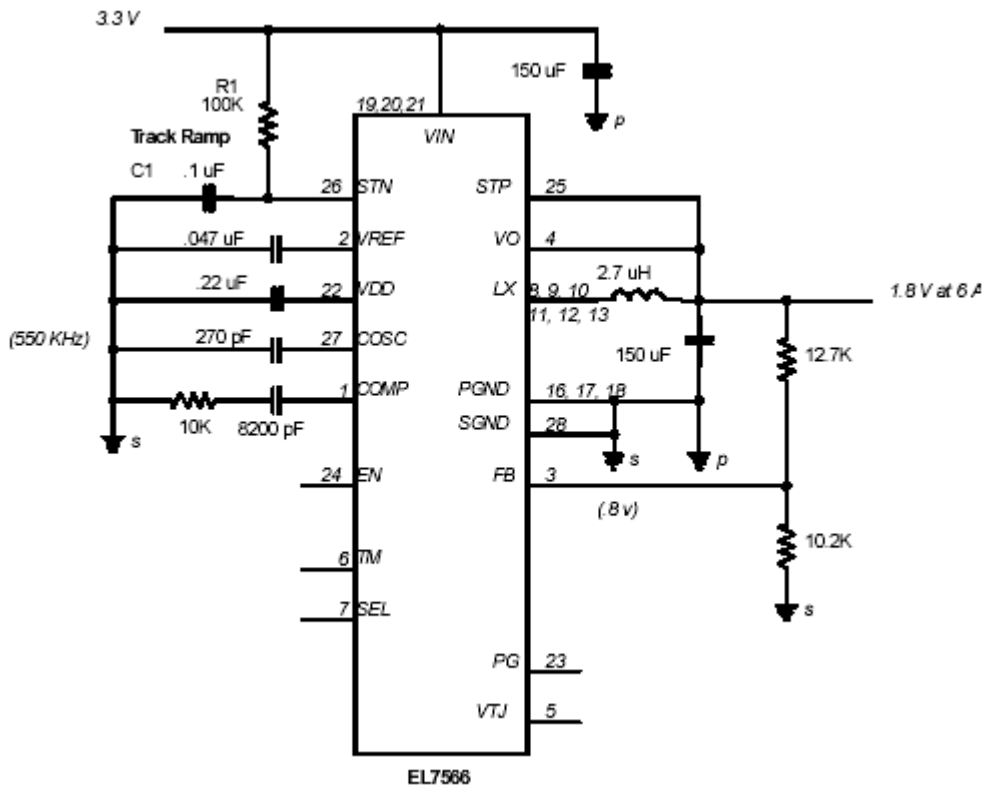 3.3 V
150 uF
R1
100K
19,20,21
p
VIN
Track Ramp
C1 .1 uF
26 STN
STP 25
.047 uF
2 VREF
VO 4
2.7 uH
.22 uF
22 VDD
LX 8, 9, 10
11, 12, 13
1.8 V at 6 A
(550 KHz)
270 pF
27 COSC
150 uF
12.7K
1 COMP
PGND 16, 17, 18
10K
8200 pF
s
SGND 28
s
p
24 EN
FB 3
(.8 v)
10.2K
6 TM
7 SEL
s
PG 23
VTJ 5
EL7566